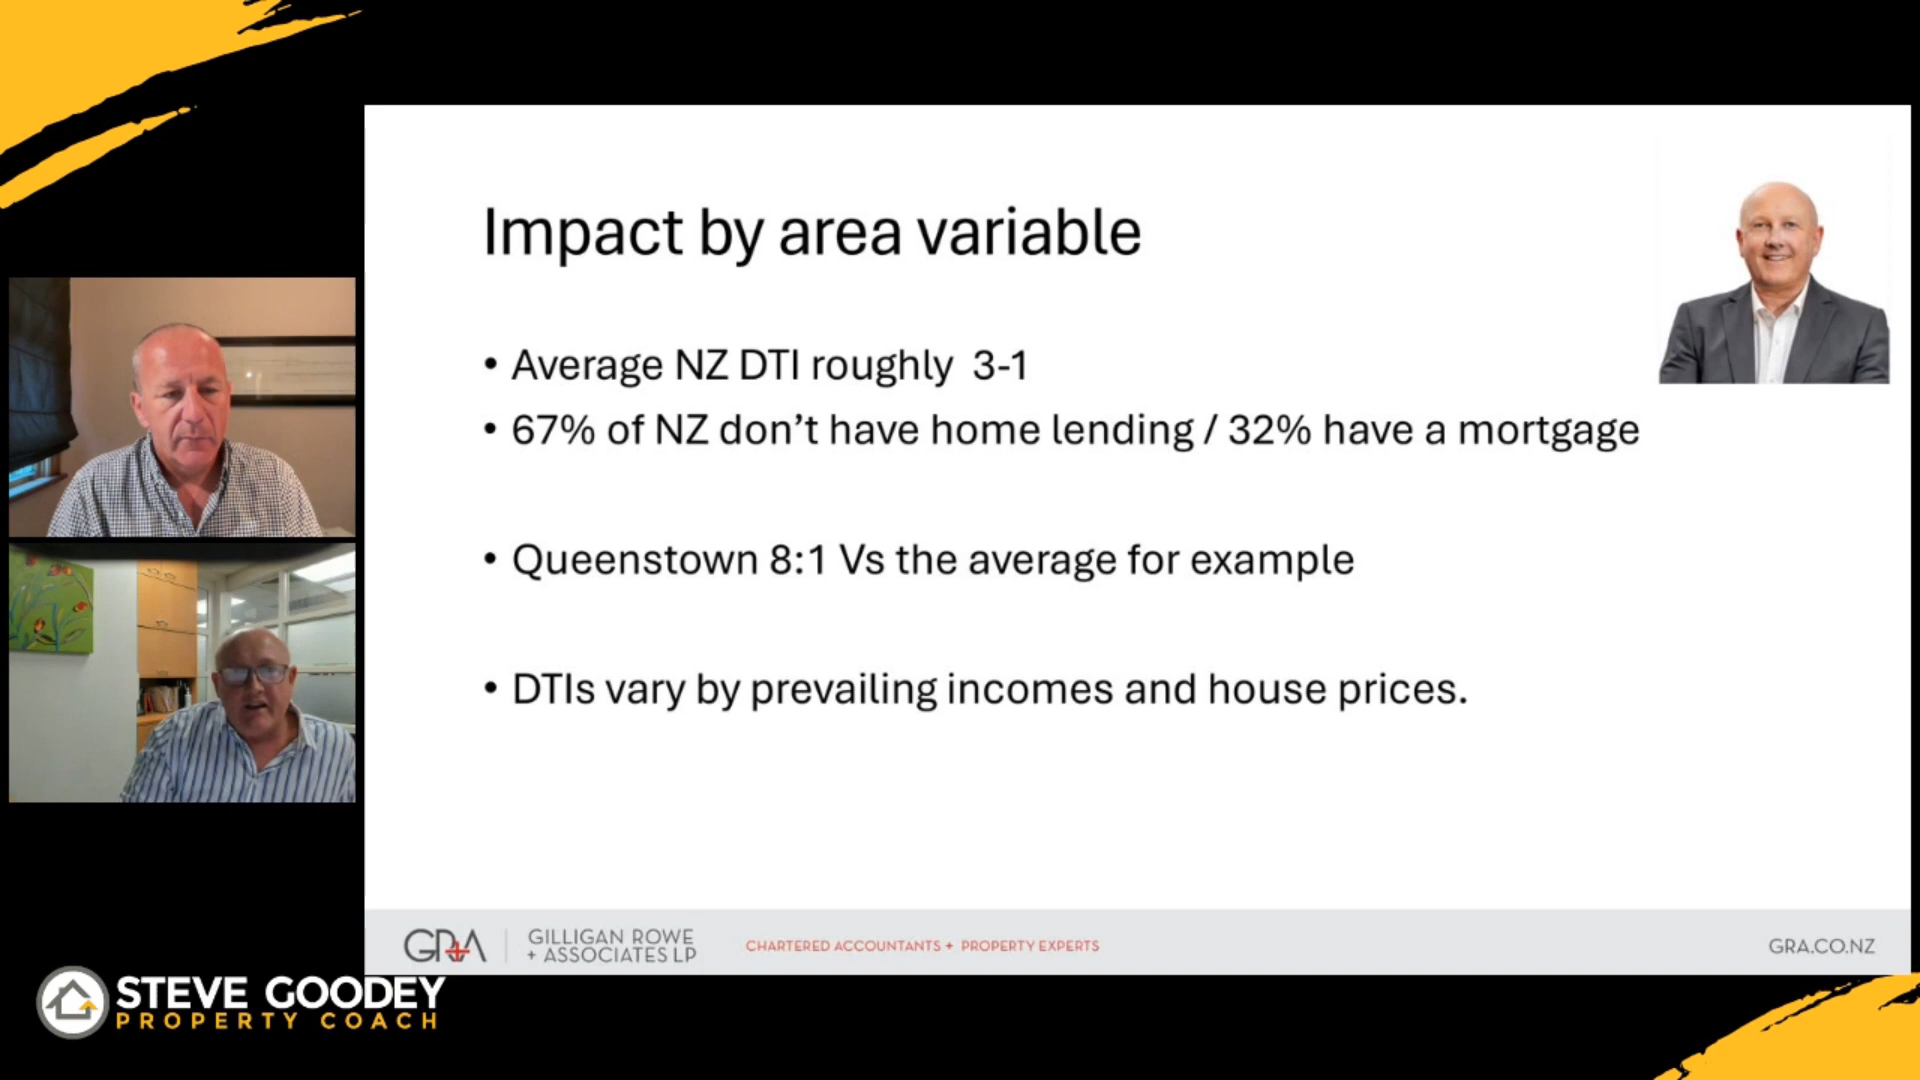 Impact by area variable
• Average NZ DTI roughly  3-1
• 67% of NZ don’t have home lending / 32% have a mortgage
• Queenstown 8:1 Vs the average for example
• DTIs vary by prevailing incomes and house prices.
GRA
GILLIGAN ROWE
+ ASSOCIATES LP
CHARTERED ACCOUNTANTS + PROPERTY EXPERTS
GRA.CO.NZ
STEVE GOODEY
PROPERTY COACH